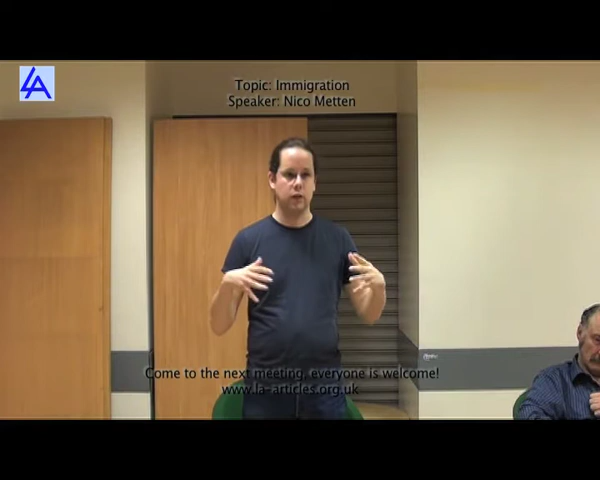 LA
Topic: Immigration
Speaker: Nico Metten
Come to the next meeting, everyone is welcome!
www.la-articles.org.uk